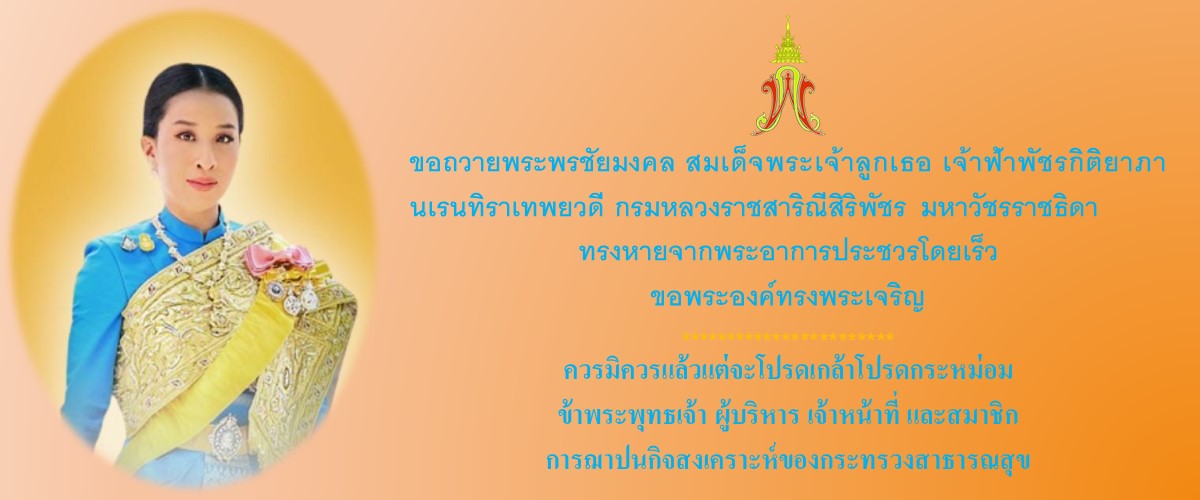 ขอถวายพระพรชัยมงคล สมเด็จพระเจ้าลูกเธอ เจ้าฟ้าพัชรกิติยาภา
นเรนทิราเทพยวดี กรมหลวงราชสาริณีสิริพัชร มหาวัชรราชธิดา
ทรงหายจากพระอาการประชวรโดยเร็ว
ขอพระองค์ทรงพระเจริญ
************************
ควรมิควรแล้วแต่จะโปรดเกล้าโปรดกระหม่อม
ข้าพระพุทธเจ้า ผู้บริหาร เจ้าหน้าที่ และสมาชิก
การฌาปนกิจสงเคราะห์ของกระทรวงสาธารณสุข